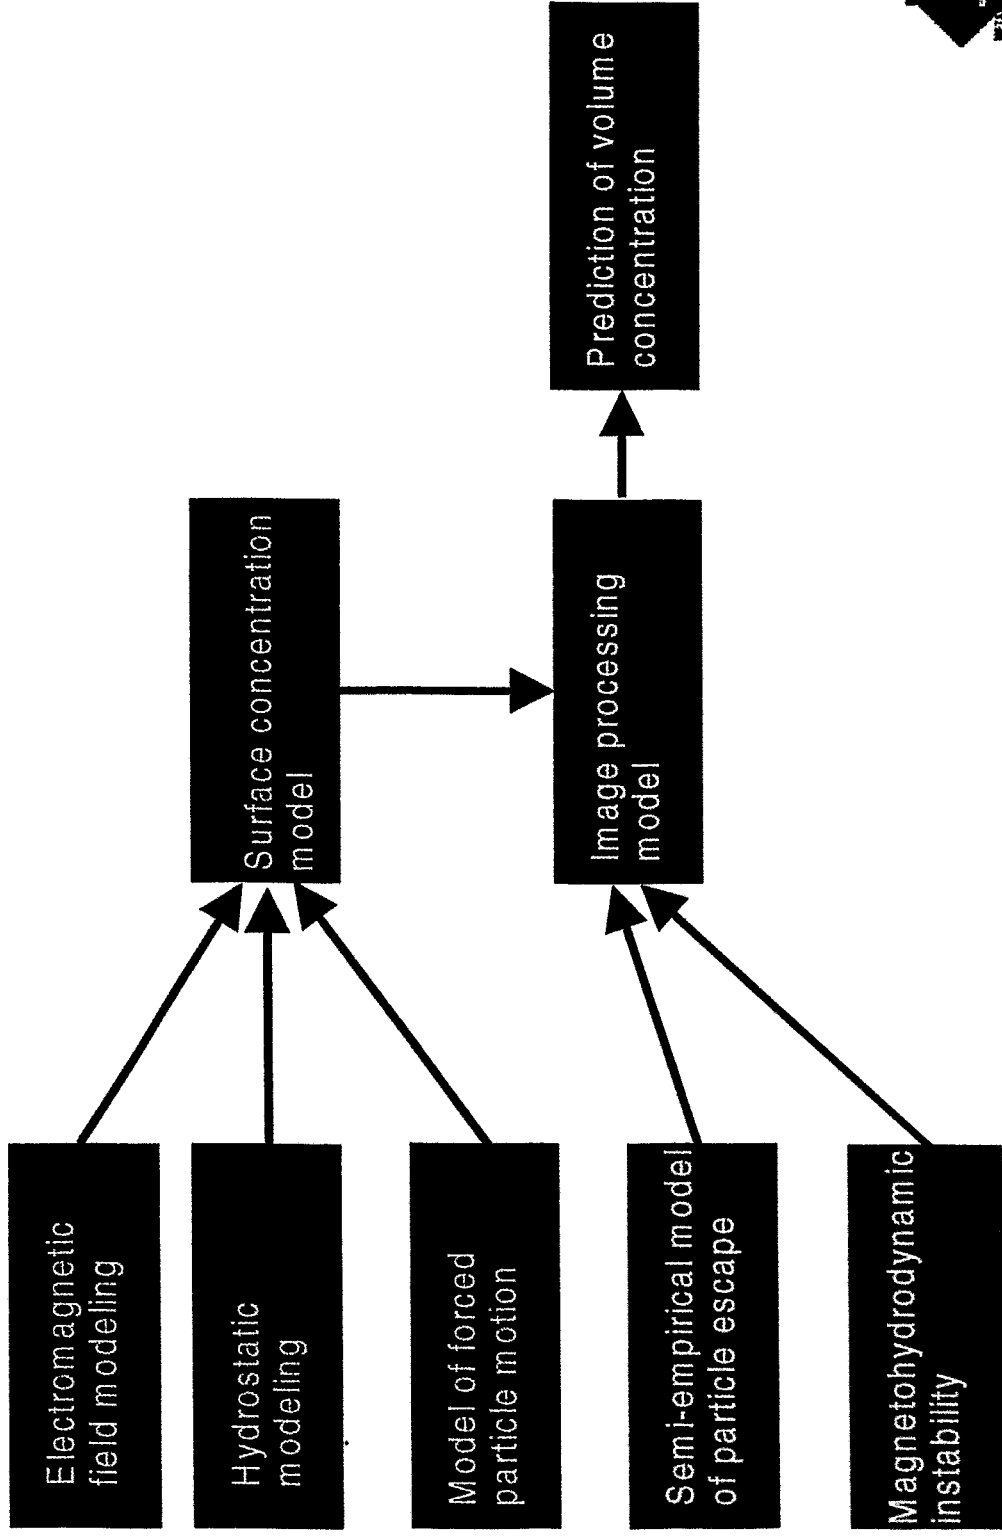 Electromagnetic
field modeling
Hydrostatic
modeling
Model of forced
particle motion
Semi-empirical model
of particle escape
Magnetohydrodynamic
instability
Surface concentration
model
Image processing
model
Prediction of volume
concentration